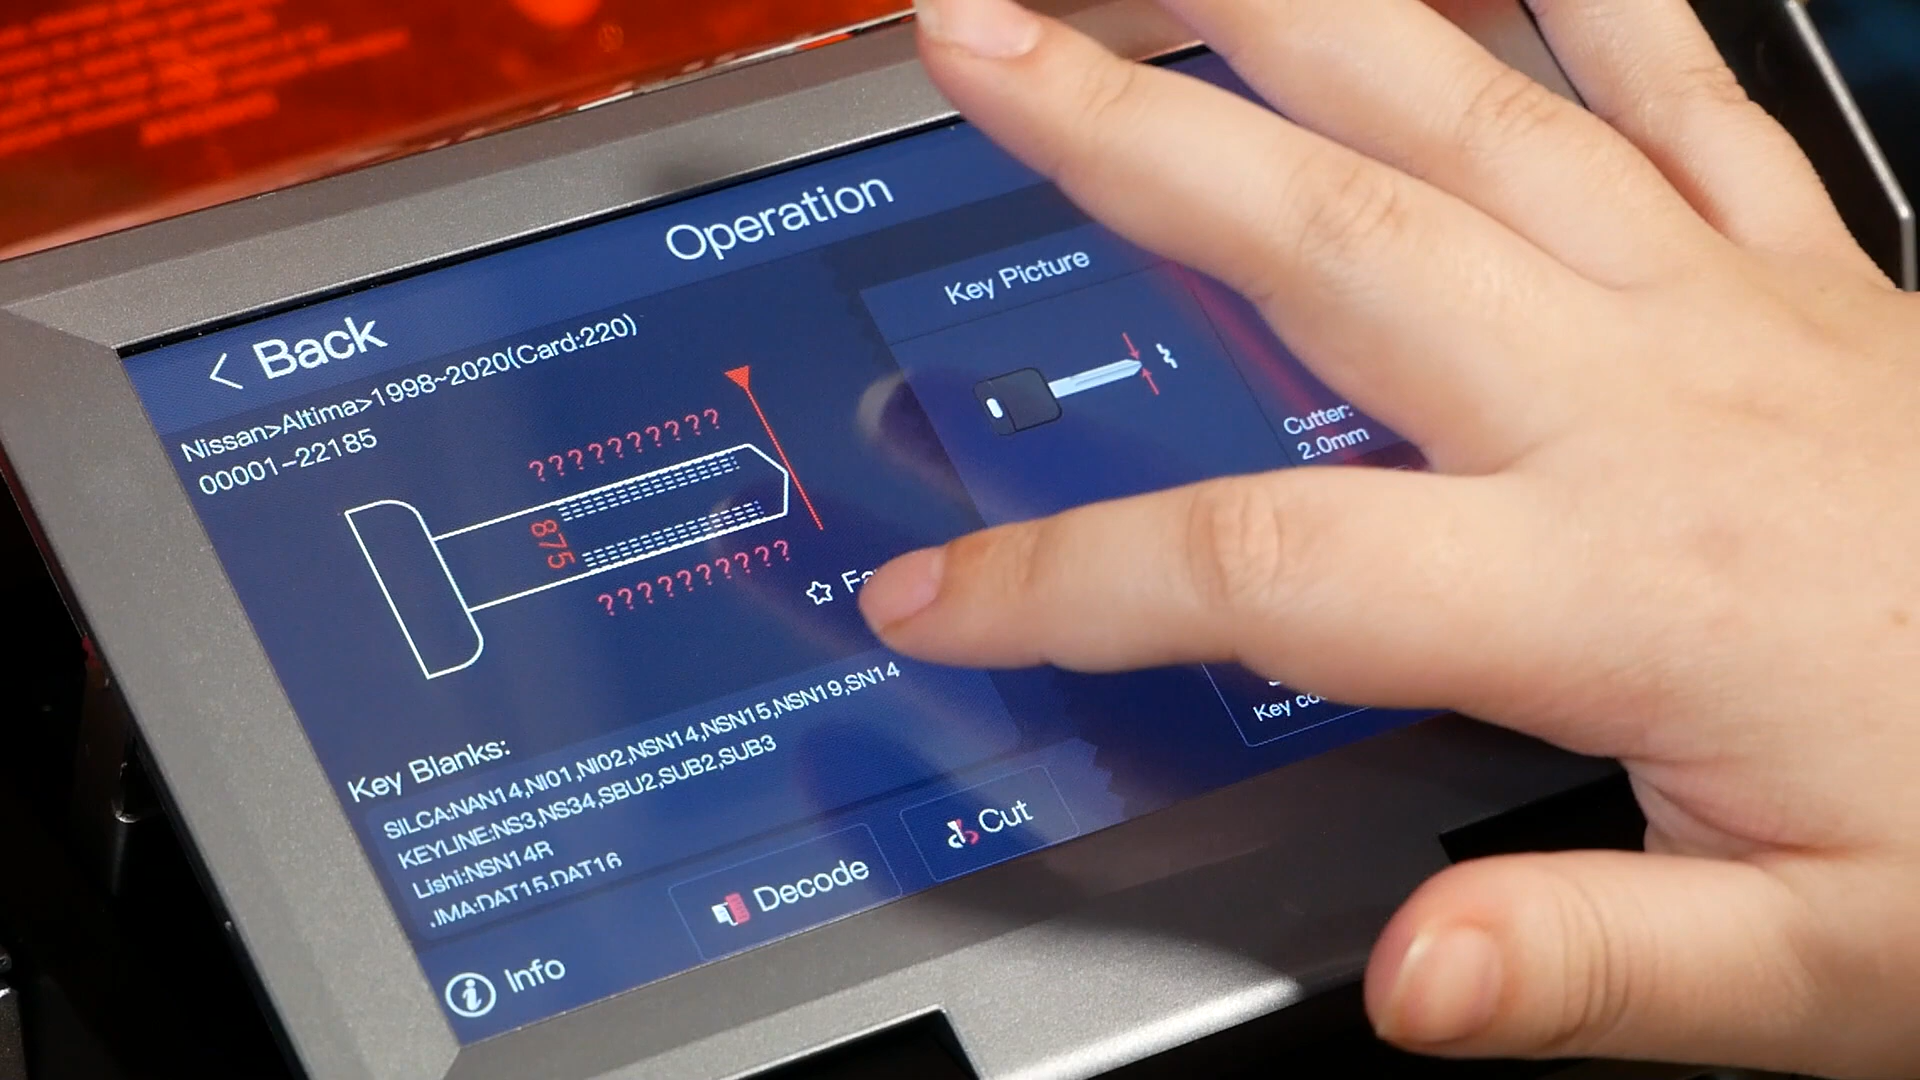 Operation
< Back
Nissan>Altima>1998~2020(Card:220)
00001-22185
??????????
875
??????????
Key Picture
Cutter:
2.0mm
Key
Key Blanks:
SILCA:NAN14,NI01,NI02,NSN14,NSN15,NSN19,SN14
KEYLINE:NS3,NS34,SBU2,SUB2,SUB3
Lishi:NSN14R
JMA:DAT15,DAT16
Decode
Cut
Info